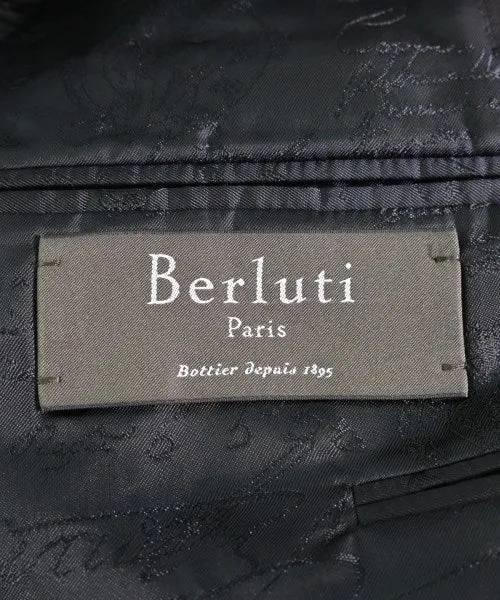 Berluti
Paris
Bottier depuis 1895